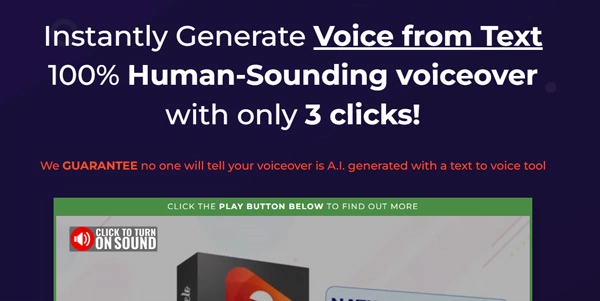 Instantly Generate Voice from Text
100% Human-Sounding voiceover
with only 3 clicks!
We GUARANTEE no one will tell your voiceover is A.I. generated with a text to voice tool
CLICK THE PLAY BUTTON BELOW TO FIND OUT MORE
CLICK TO TURN
ON SOUND